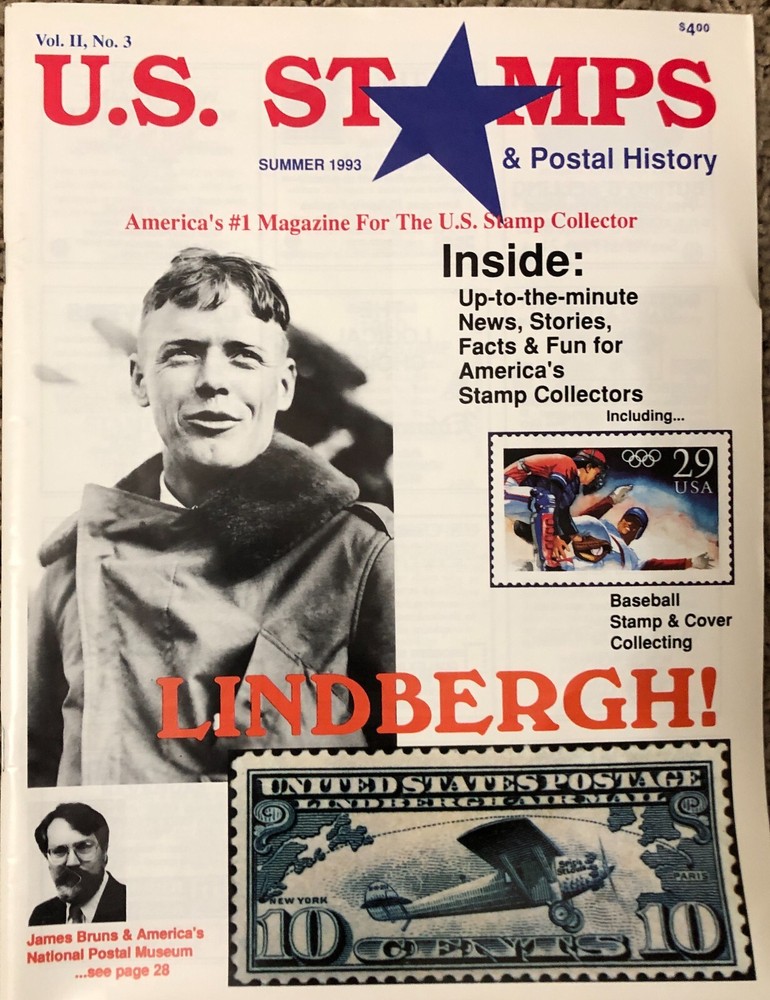 Vol. II, No. 3
$4.00
U.S. STAMPS
SUMMER 1993
& Postal History
America's #1 Magazine For The U.S. Stamp Collector
Inside:
Up-to-the-minute
News, Stories,
Facts & Fun for
America's
Stamp Collectors
Including...
29
USA
Baseball
Stamp & Cover
Collecting
LINDBERGH!
UNITED STATES POSTAGE
LINDBERGH AIR MAIL
NEW YORK
PARIS
10 CENTS 10
James Bruns & America's
National Postal Museum
...see page 28